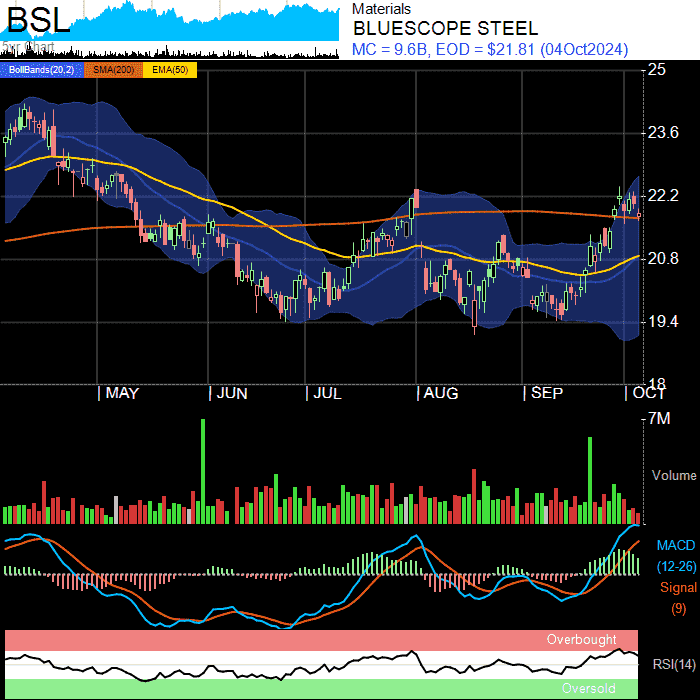 BSL
5yr Chart
Materials
BLUESCOPE STEEL
MC = 9.6B, EOD = $21.81 (04Oct2024)
BollBands(20,2) SMA(200) EMA(50)
25
23.6
22.2
20.8
19.4
18
MAY JUN JUL AUG SEP OCT
7M
Volume
MACD
(12-26)
Signal
(9)
Overbought
RSI(14)
Oversold